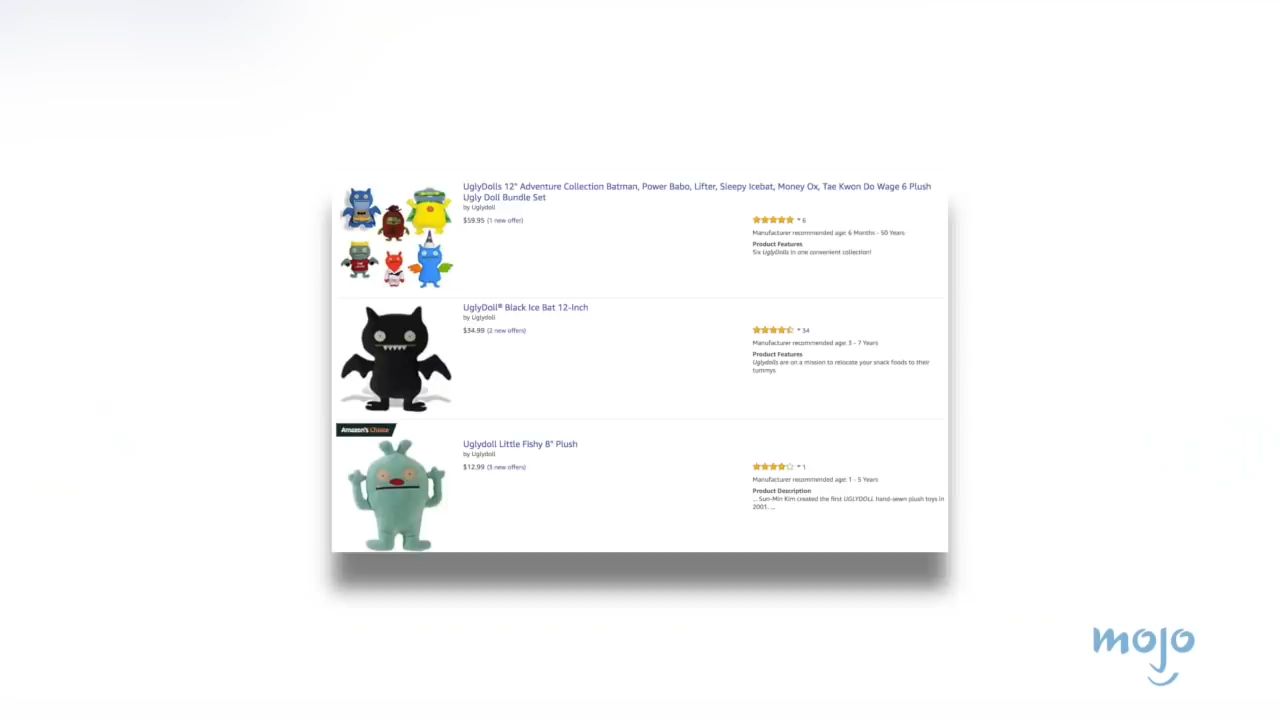 UglyDolls 12" Adventure Collection Batman, Power Babo, Lifter, Sleepy Icebat, Money Ox, Tae Kwon Do Wage 6 Plush
Ugly Doll Bundle Set
by Uglydoll
$59.95 (1 new offer)
6
Manufacturer recommended age: 6 Months - 50 Years
Product Features
Six UglyDolls in one convenient collection!
UglyDoll® Black Ice Bat 12-Inch
by Uglydoll
$34.99 (2 new offers)
34
Manufacturer recommended age: 3 - 7 Years
Product Features
Uglydolls are on a mission to relocate your snack foods to their
tummys
Amazon's Choice
Uglydoll Little Fishy 8" Plush
by Uglydoll
$12.99 (3 new offers)
1
Manufacturer recommended age: 1 - 5 Years
Product Description
... Sun-Min Kim created the first UGLYDOLL hand-sewn plush toys in
2001. ...
mojo